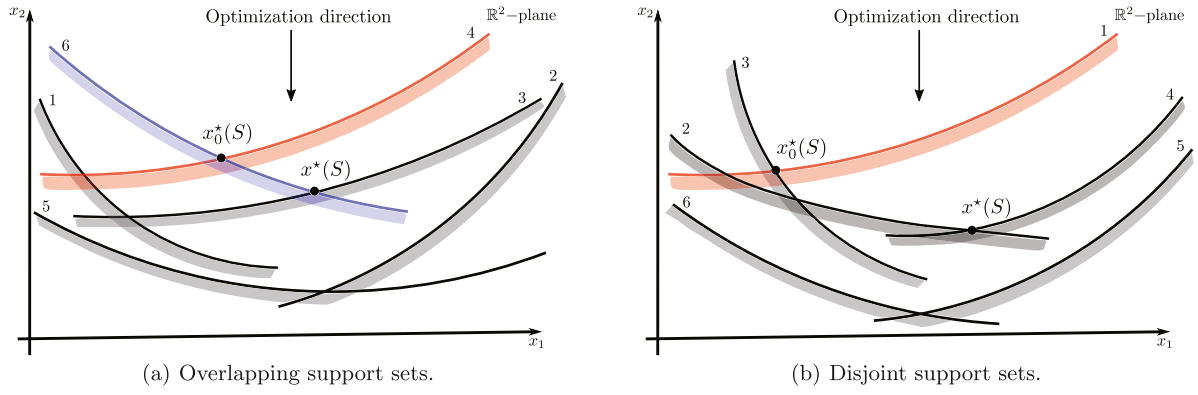 x₂
Optimization direction
ℝ²−plane
6
4
1
2
3
x₀⋆(S)
x⋆(S)
5
x₁
(a) Overlapping support sets.
x₂
Optimization direction
ℝ²−plane
1
3
2
4
x₀⋆(S)
5
6
x⋆(S)
x₁
(b) Disjoint support sets.